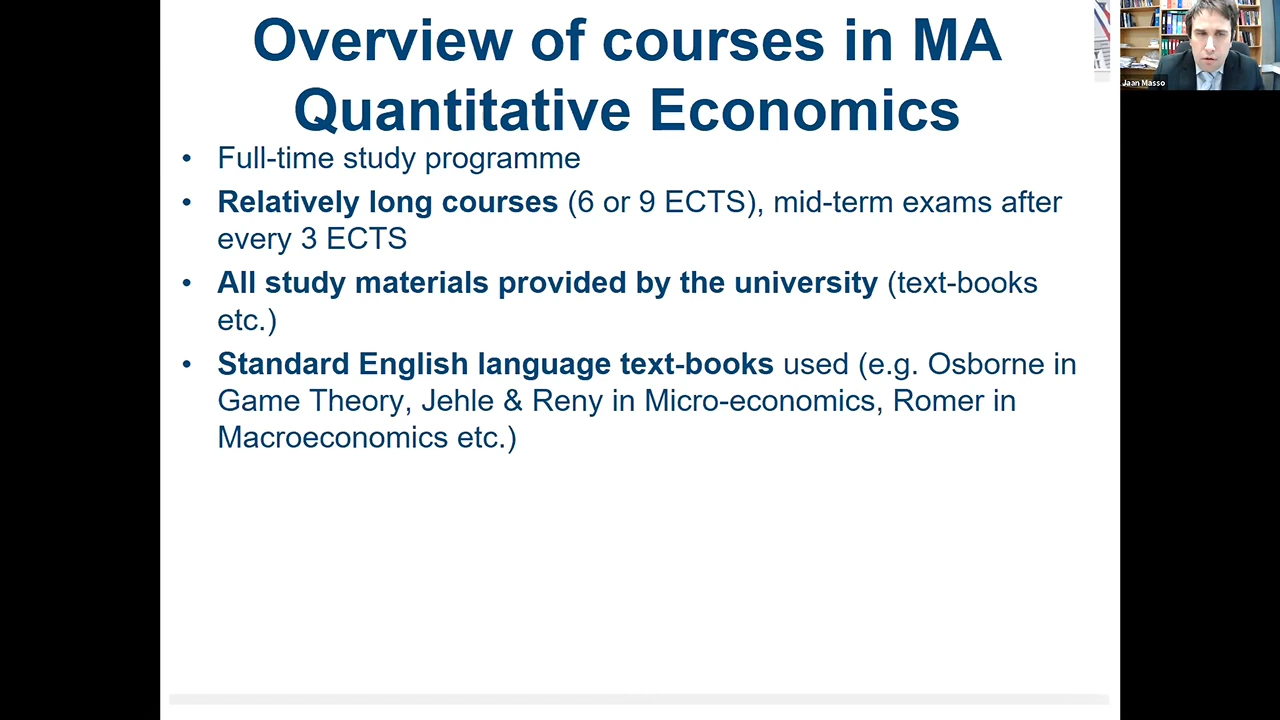 Overview of courses in MA
Quantitative Economics
• Full-time study programme
• Relatively long courses (6 or 9 ECTS), mid-term exams after
every 3 ECTS
• All study materials provided by the university (text-books
etc.)
• Standard English language text-books used (e.g. Osborne in
Game Theory, Jehle & Reny in Micro-economics, Romer in
Macroeconomics etc.)
Jaan Masso